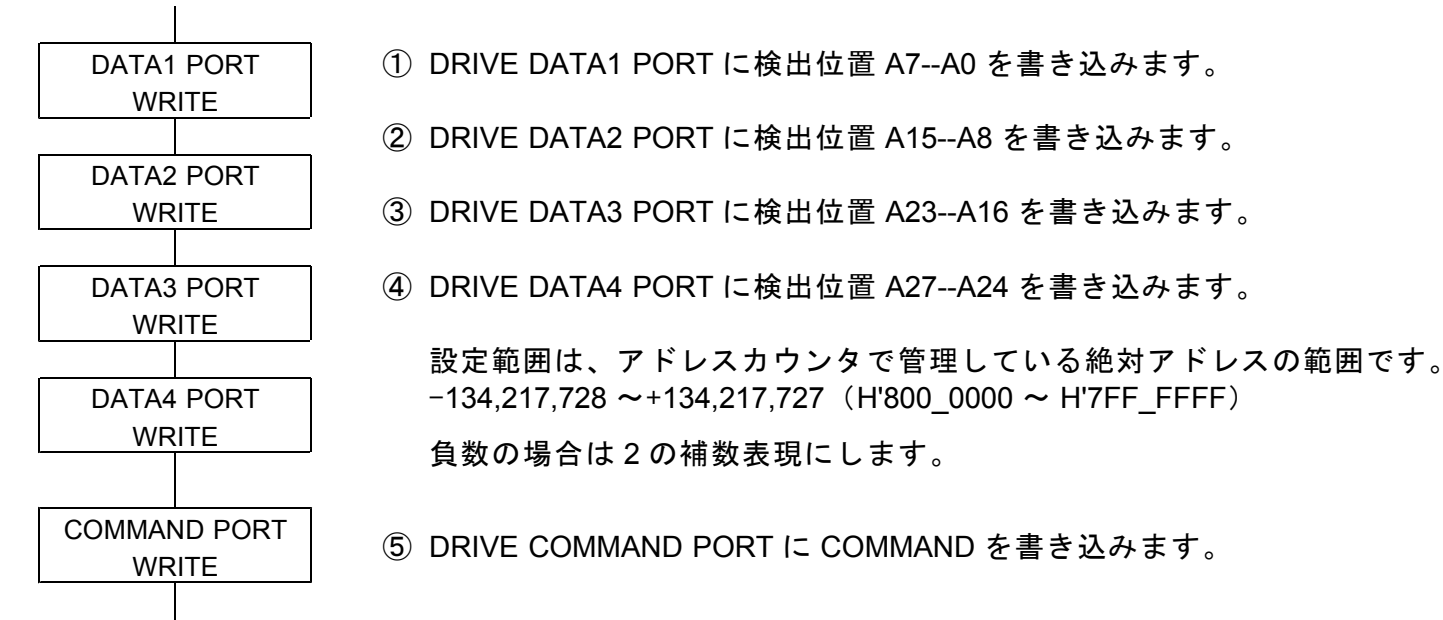 DATA1 PORT
WRITE
① DRIVE DATA1 PORT に検出位置 A7--A0 を書き込みます。
② DRIVE DATA2 PORT に検出位置 A15--A8 を書き込みます。
DATA2 PORT
WRITE
③ DRIVE DATA3 PORT に検出位置 A23--A16 を書き込みます。
DATA3 PORT
WRITE
④ DRIVE DATA4 PORT に検出位置 A27--A24 を書き込みます。
設定範囲は、アドレスカウンタで管理している絶対アドレスの範囲です。
−134,217,728 ～+134,217,727（H'800_0000 ～ H'7FF_FFFF）
DATA4 PORT
WRITE
負数の場合は 2 の補数表現にします。
COMMAND PORT
WRITE
⑤ DRIVE COMMAND PORT に COMMAND を書き込みます。